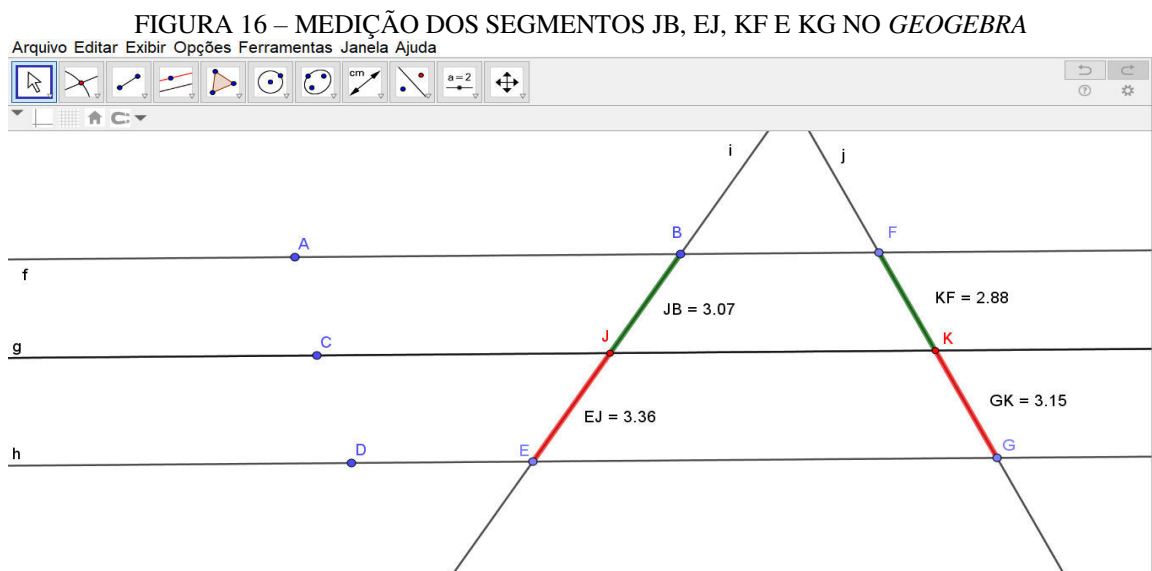 FIGURA 16 – MEDIÇÃO DOS SEGMENTOS JB, EJ, KF E KG NO GEOGEBRA
Arquivo Editar Exibir Opções Ferramentas Janela Ajuda
cm
a=2
i
j
A
B
F
f
JB = 3.07
KF = 2.88
g
C
J
K
EJ = 3.36
GK = 3.15
h
D
E
G